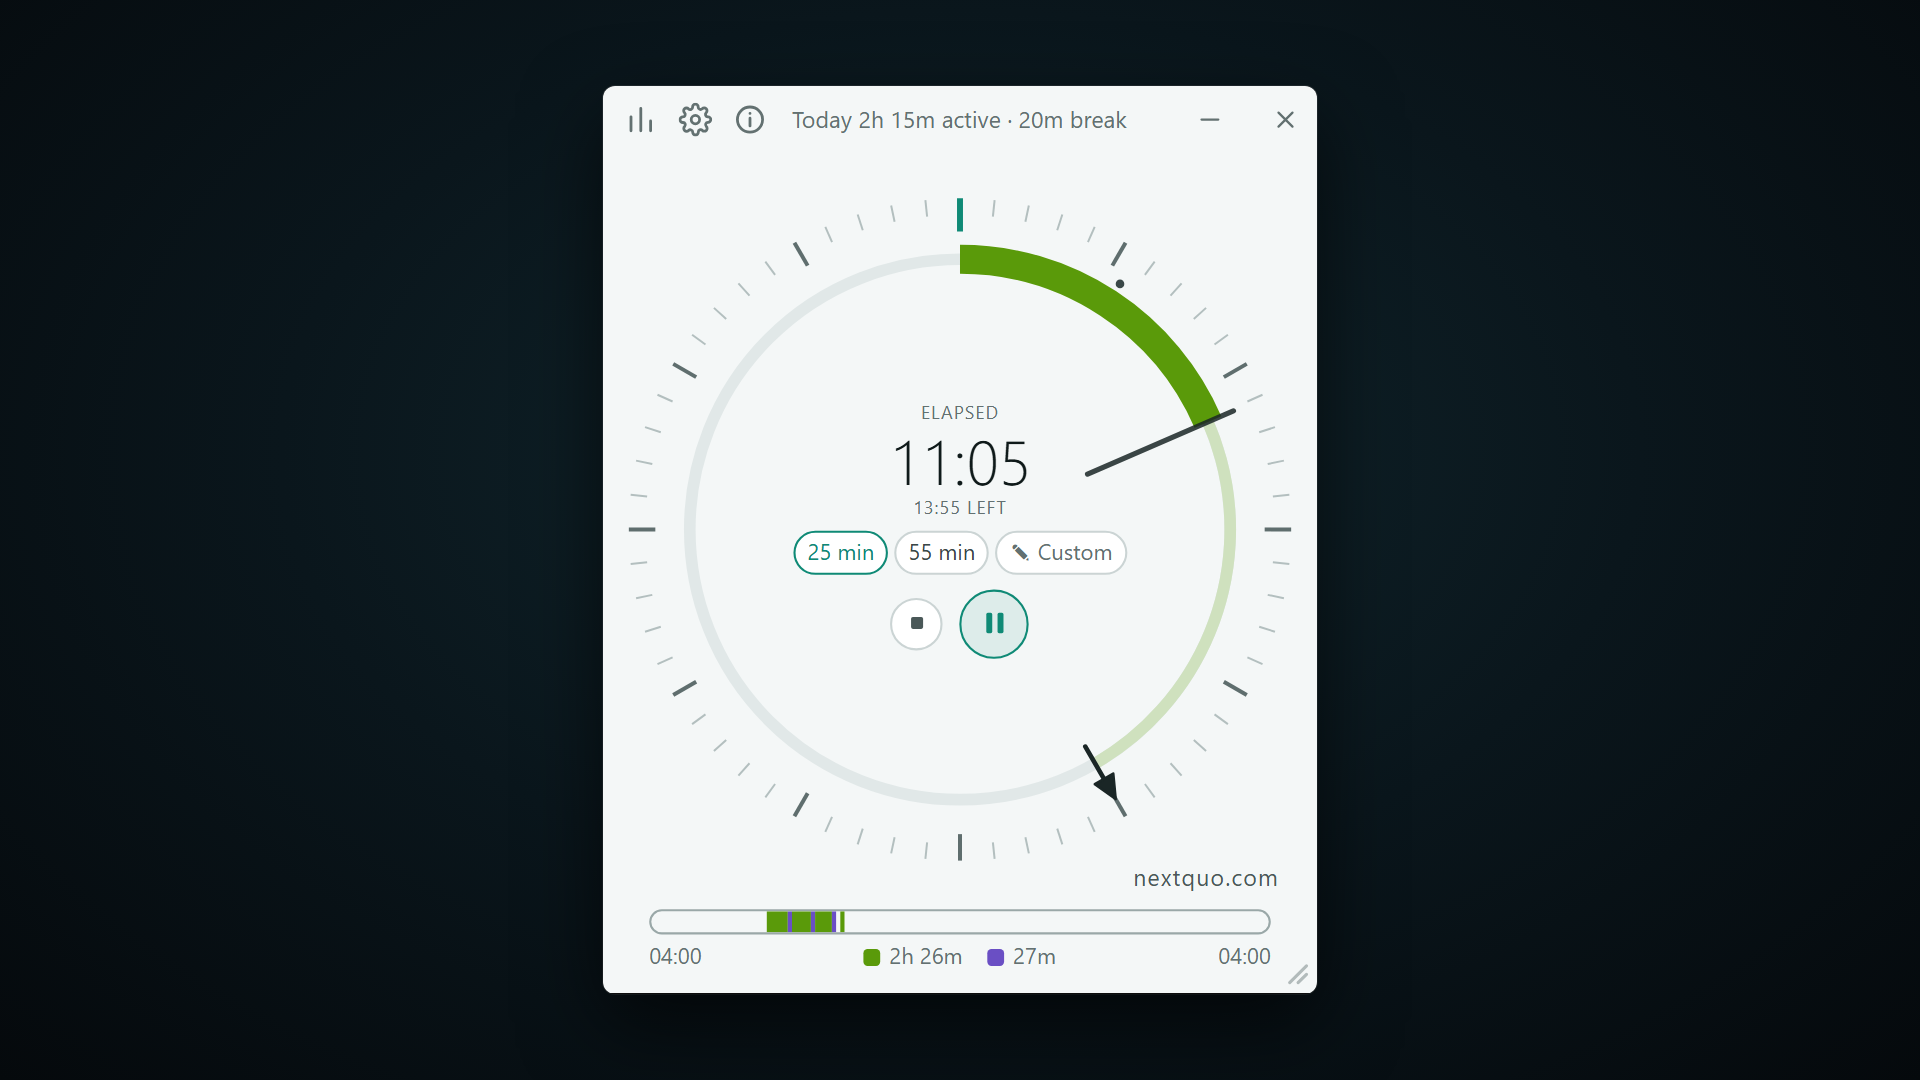 Today 2h 15m active · 20m break
ELAPSED
11:05
13:55 LEFT
25 min 55 min Custom
nextquo.com
04:00 2h 26m 27m 04:00